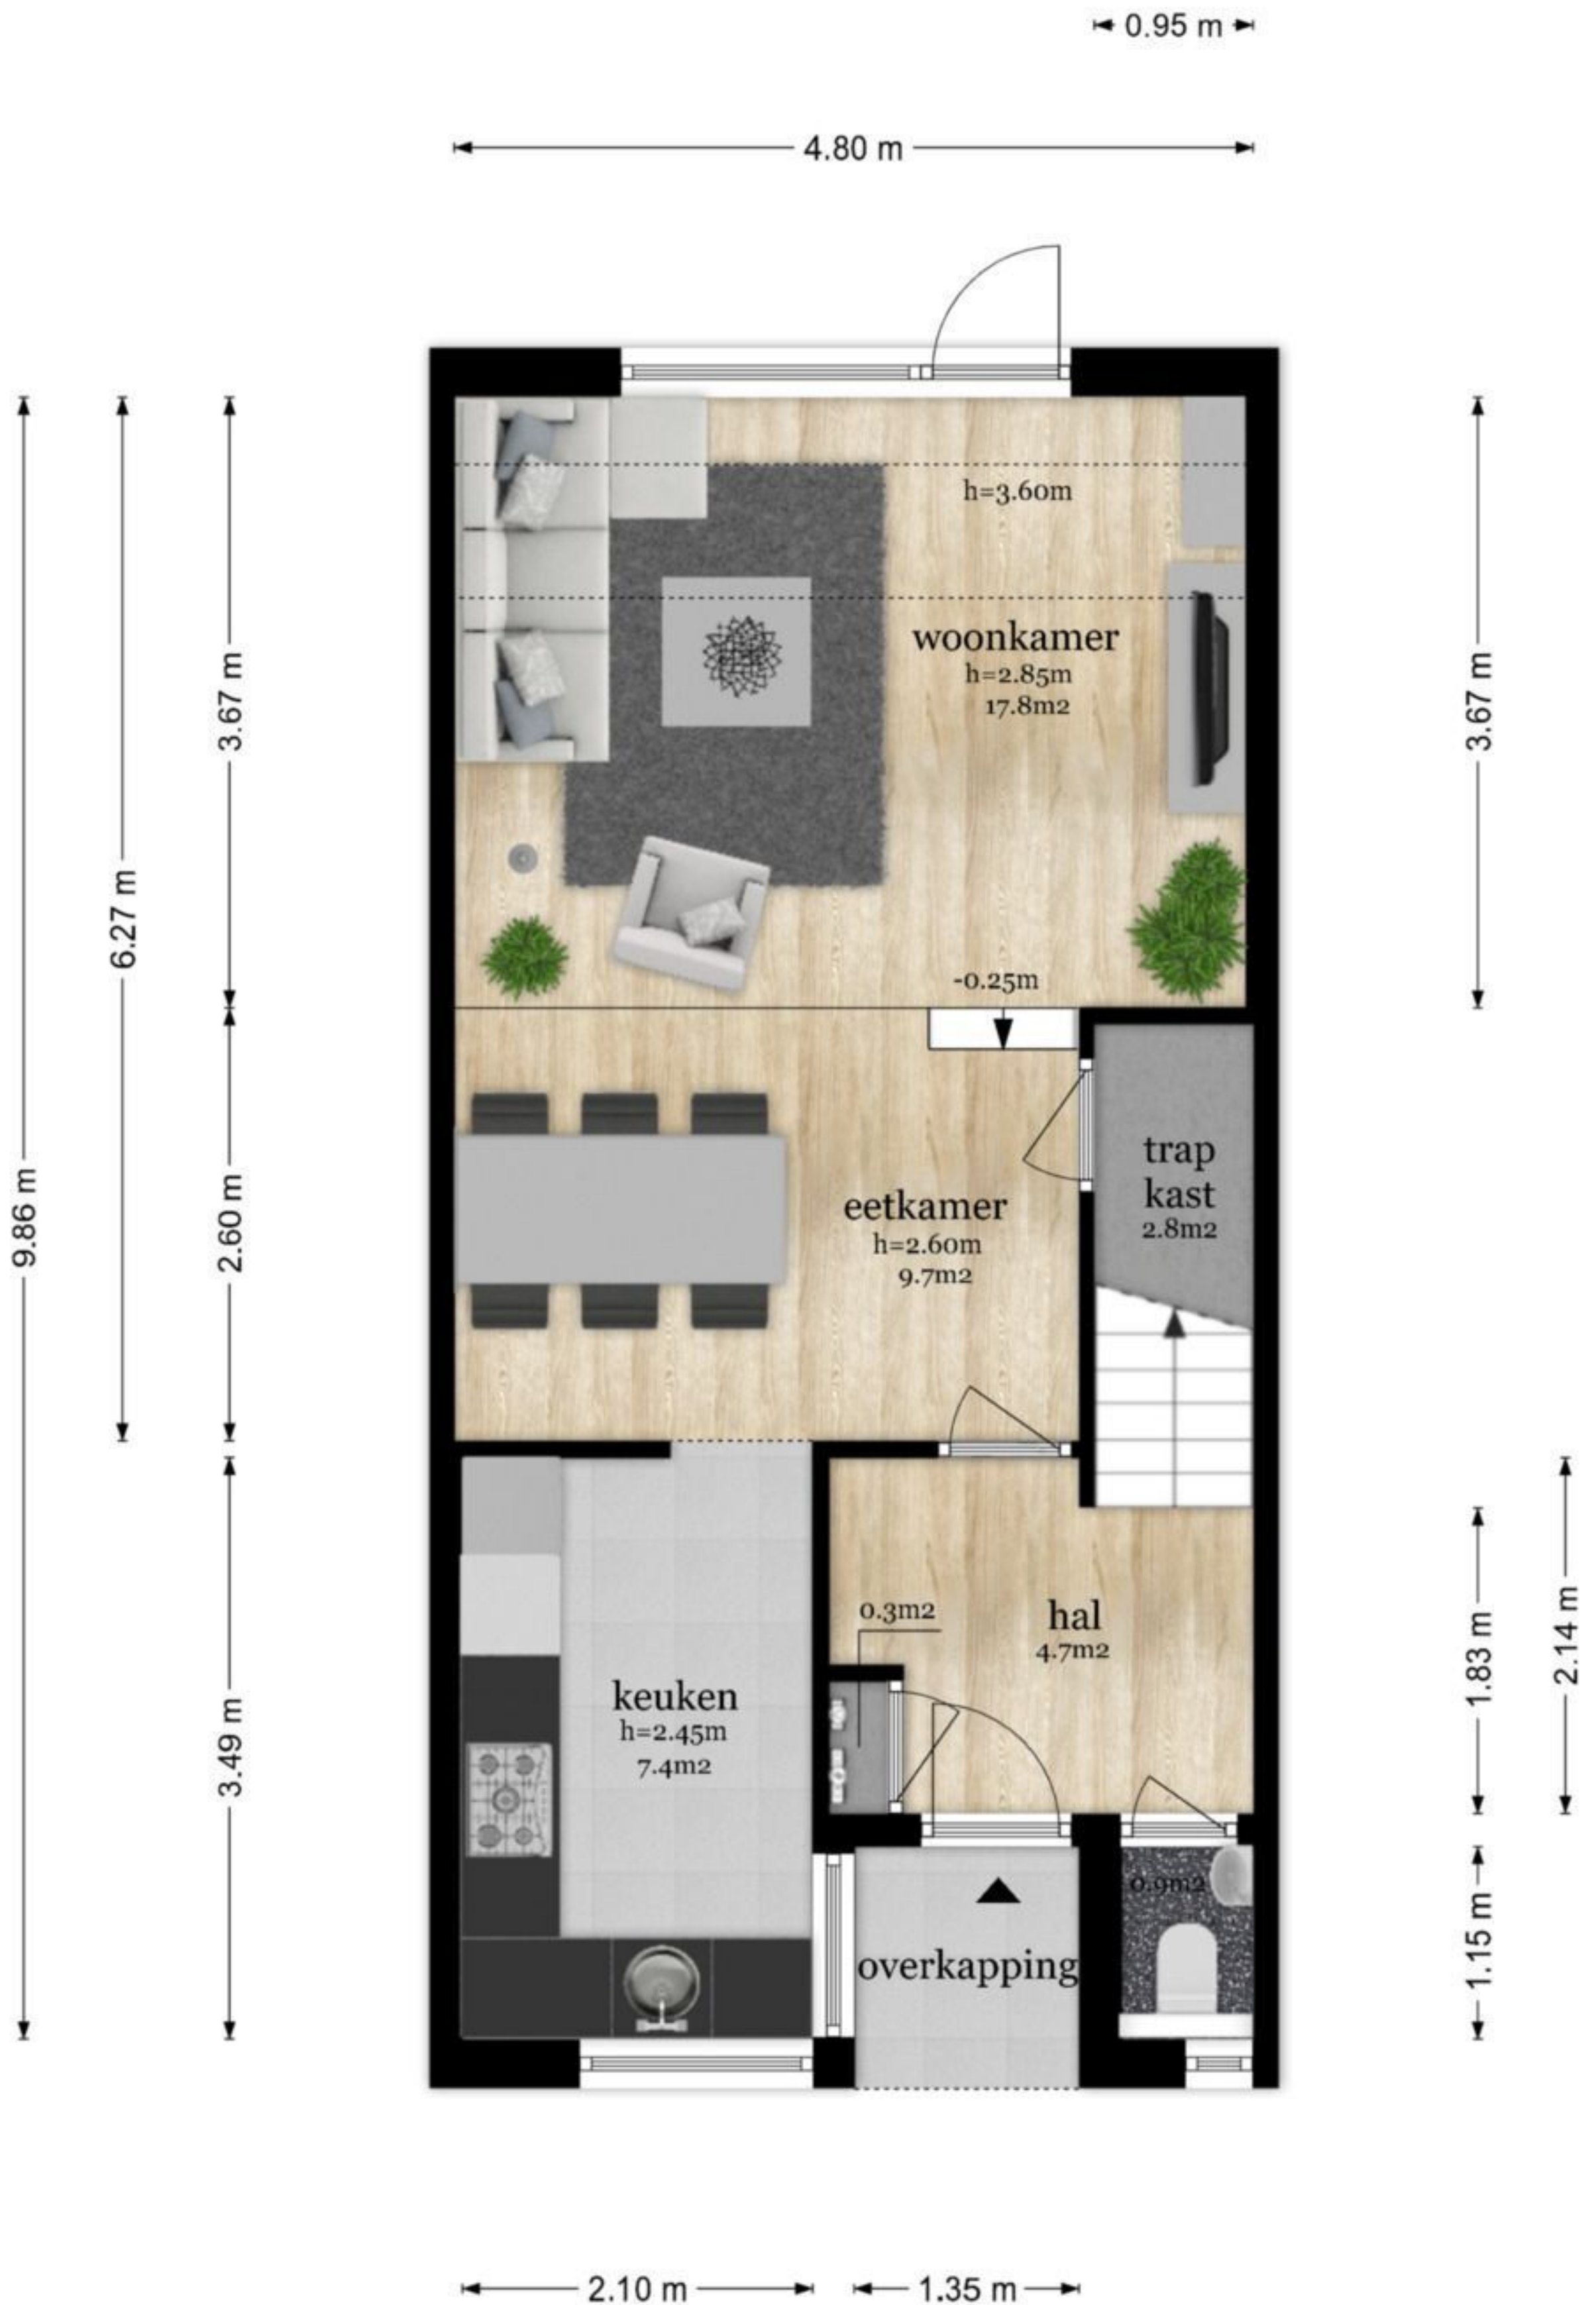 0.95 m
4.80 m
h=3.60m
woonkamer
h=2.85m
17.8m2
3.67 m
3.67 m
6.27 m
-0.25m
trap
kast
2.8m2
eetkamer
h=2.60m
9.7m2
2.60 m
9.86 m
0.3m2
hal
4.7m2
keuken
h=2.45m
7.4m2
3.49 m
1.83 m
2.14 m
0.9m2
1.15 m
overkapping
2.10 m
1.35 m